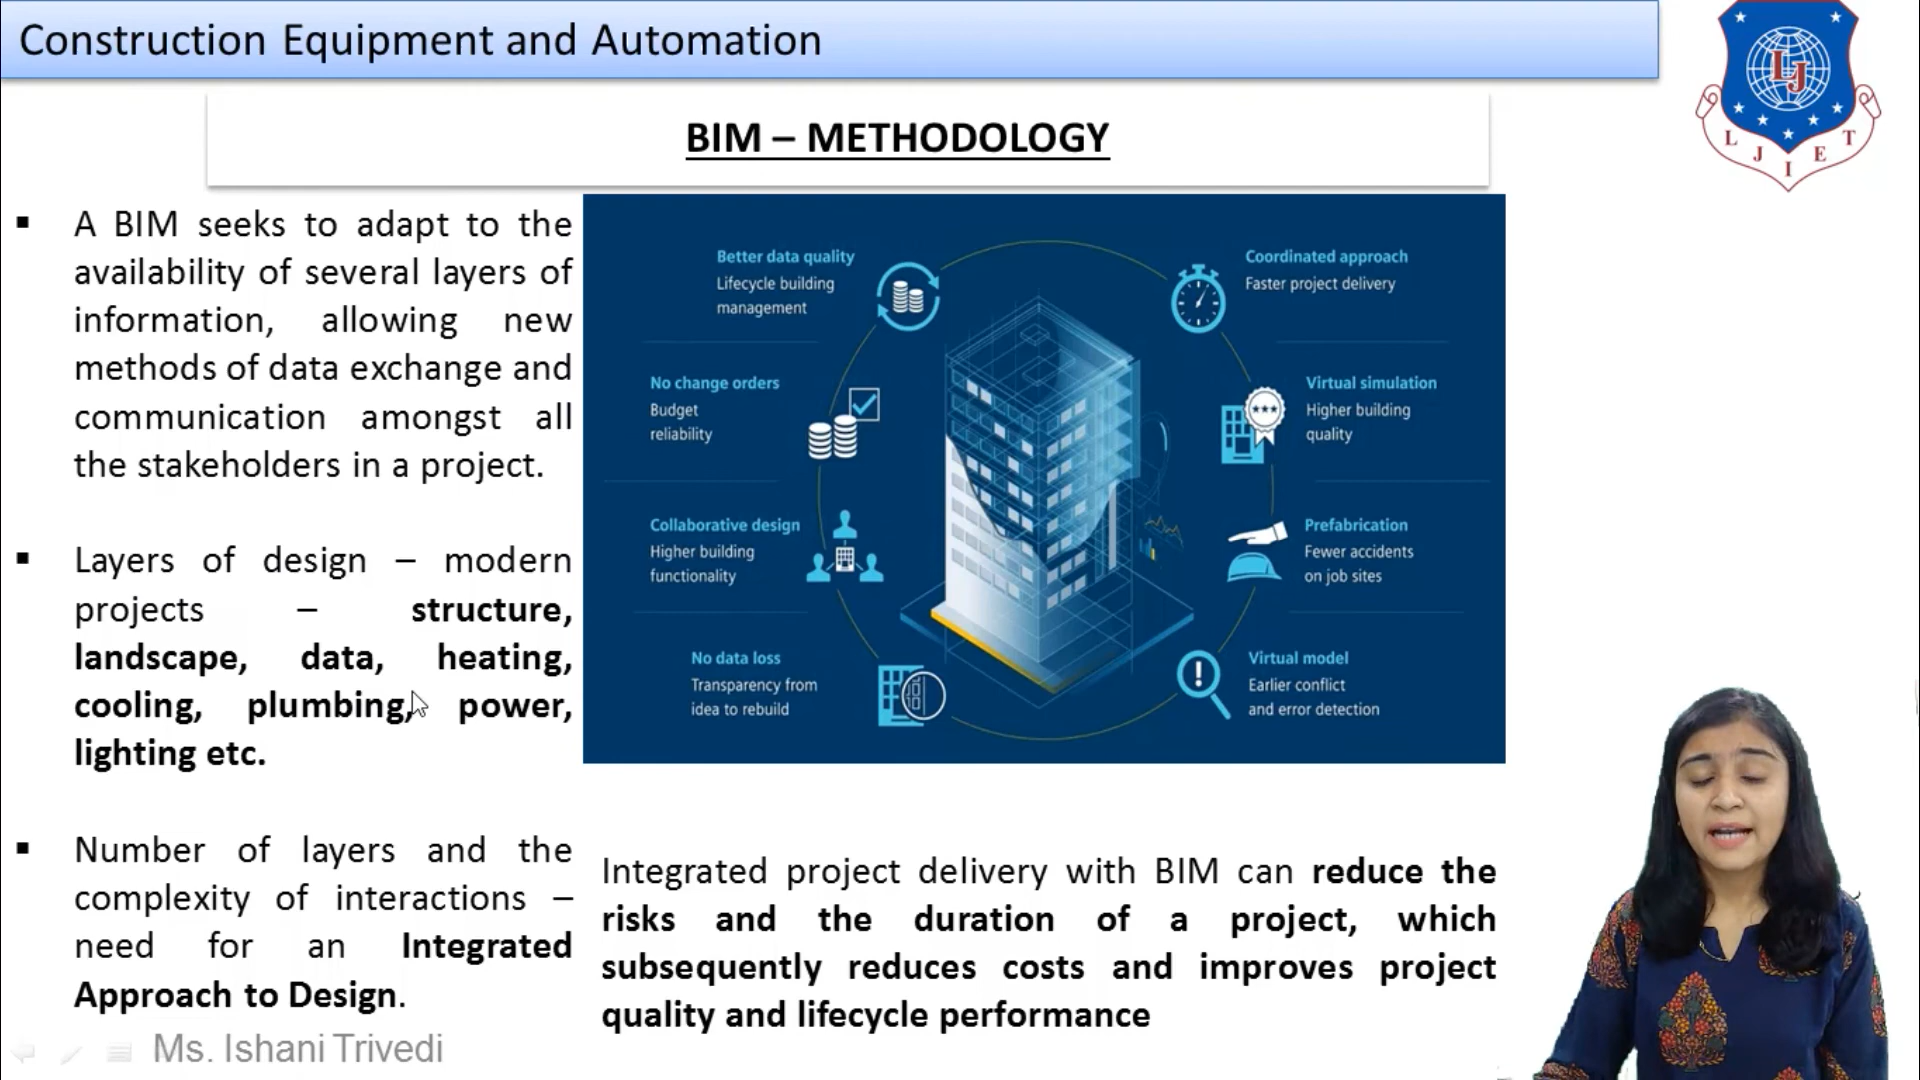 Construction Equipment and Automation
BIM – METHODOLOGY
▪ A BIM seeks to adapt to the
availability of several layers of
information, allowing new
methods of data exchange and
communication amongst all
the stakeholders in a project.
▪ Layers of design – modern
projects – structure,
landscape, data, heating,
cooling, plumbing, power,
lighting etc.
▪ Number of layers and the
complexity of interactions –
need for an Integrated
Approach to Design.
Better data quality
Lifecycle building
management
No change orders
Budget
reliability
Collaborative design
Higher building
functionality
No data loss
Transparency from
idea to rebuild
Coordinated approach
Faster project delivery
Virtual simulation
Higher building
quality
Prefabrication
Fewer accidents
on job sites
Virtual model
Earlier conflict
and error detection
Integrated project delivery with BIM can reduce the
risks and the duration of a project, which
subsequently reduces costs and improves project
quality and lifecycle performance
Ms. Ishani Trivedi
LJ
L J I E T